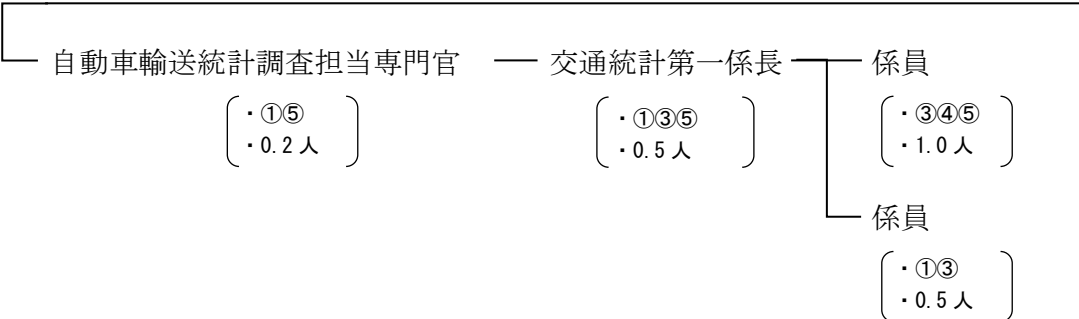 自動車輸送統計調査担当専門官
・①⑤
・0.2人
交通統計第一係長
・①③⑤
・0.5人
係員
・③④⑤
・1.0人
係員
・①③
・0.5人